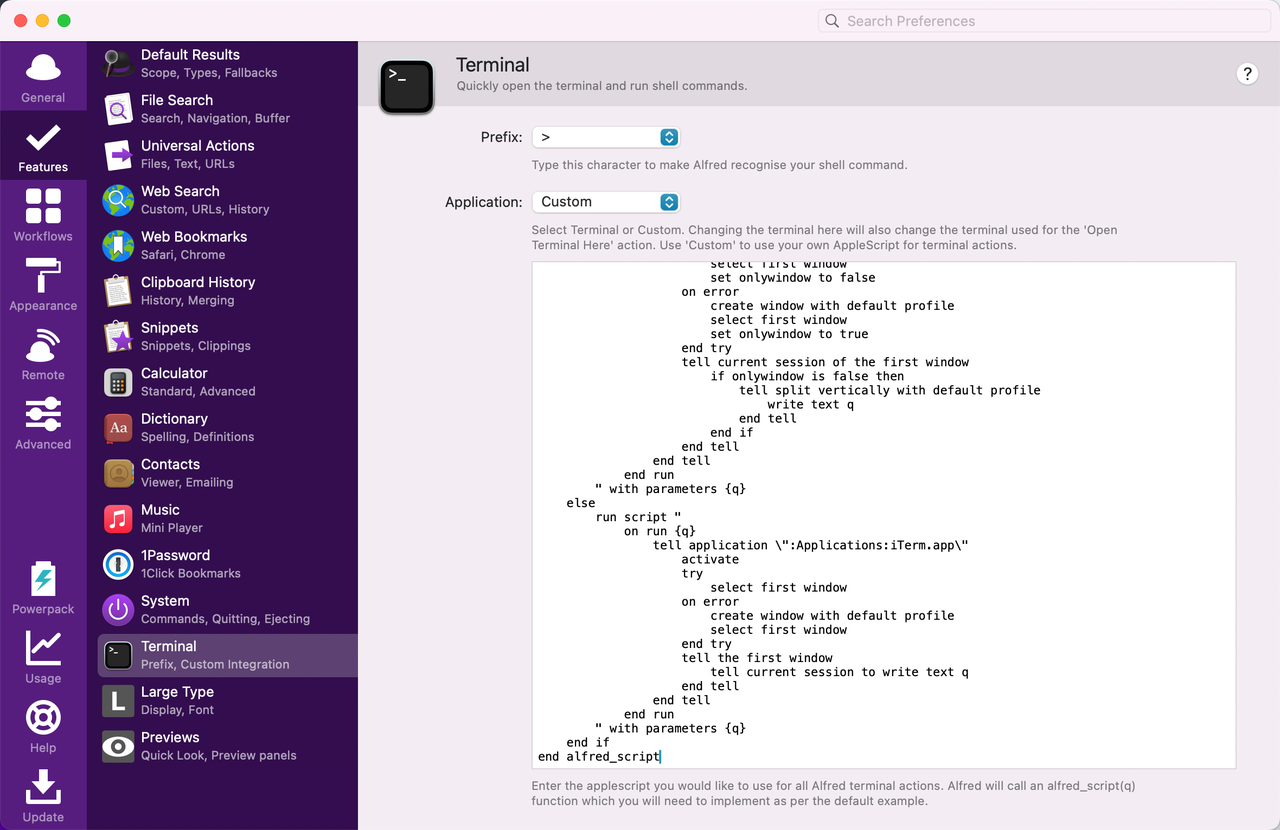 Search Preferences
General
Features
Workflows
Appearance
Remote
Advanced
Powerpack
Usage
Help
Update
Default Results
Scope, Types, Fallbacks
File Search
Search, Navigation, Buffer
Universal Actions
Files, Text, URLs
Web Search
Custom, URLs, History
Web Bookmarks
Safari, Chrome
Clipboard History
History, Merging
Snippets
Snippets, Clippings
Calculator
Standard, Advanced
Aa
Dictionary
Spelling, Definitions
Contacts
Viewer, Emailing
Music
Mini Player
1Password
1Click Bookmarks
System
Commands, Quitting, Ejecting
>_
Terminal
Prefix, Custom Integration
L
Large Type
Display, Font
Previews
Quick Look, Preview panels
>_
Terminal
Quickly open the terminal and run shell commands.
?
Prefix: >
Type this character to make Alfred recognise your shell command.
Application: Custom
Select Terminal or Custom. Changing the terminal here will also change the terminal used for the 'Open
Terminal Here' action. Use 'Custom' to use your own AppleScript for terminal actions.
select first window
set onlywindow to false
on error
create window with default profile
select first window
set onlywindow to true
end try
tell current session of the first window
if onlywindow is false then
tell split vertically with default profile
write text q
end tell
end if
end tell
end tell
end run
" with parameters {q}
else
run script "
on run {q}
tell application \":Applications:iTerm.app\"
activate
try
select first window
on error
create window with default profile
select first window
end try
tell the first window
tell current session to write text q
end tell
end tell
end run
" with parameters {q}
end if
end alfred_script
Enter the applescript you would like to use for all Alfred terminal actions. Alfred will call an alfred_script(q)
function which you will need to implement as per the default example.